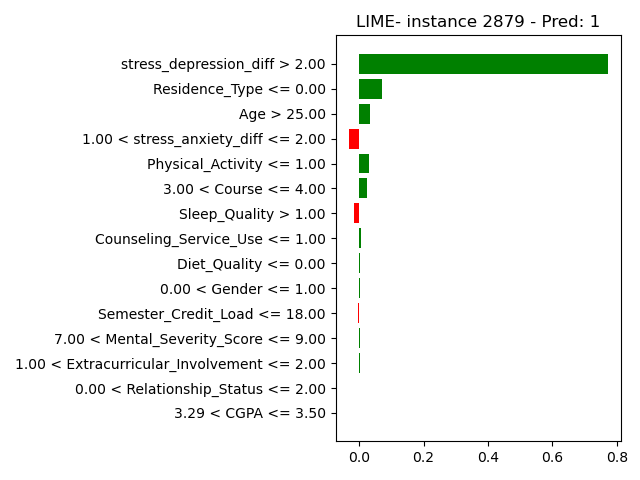 LIME- instance 2879 - Pred: 1
stress_depression_diff > 2.00
Residence_Type <= 0.00
Age > 25.00
1.00 < stress_anxiety_diff <= 2.00
Physical_Activity <= 1.00
3.00 < Course <= 4.00
Sleep_Quality > 1.00
Counseling_Service_Use <= 1.00
Diet_Quality <= 0.00
0.00 < Gender <= 1.00
Semester_Credit_Load <= 18.00
7.00 < Mental_Severity_Score <= 9.00
1.00 < Extracurricular_Involvement <= 2.00
0.00 < Relationship_Status <= 2.00
3.29 < CGPA <= 3.50
0.0 0.2 0.4 0.6 0.8